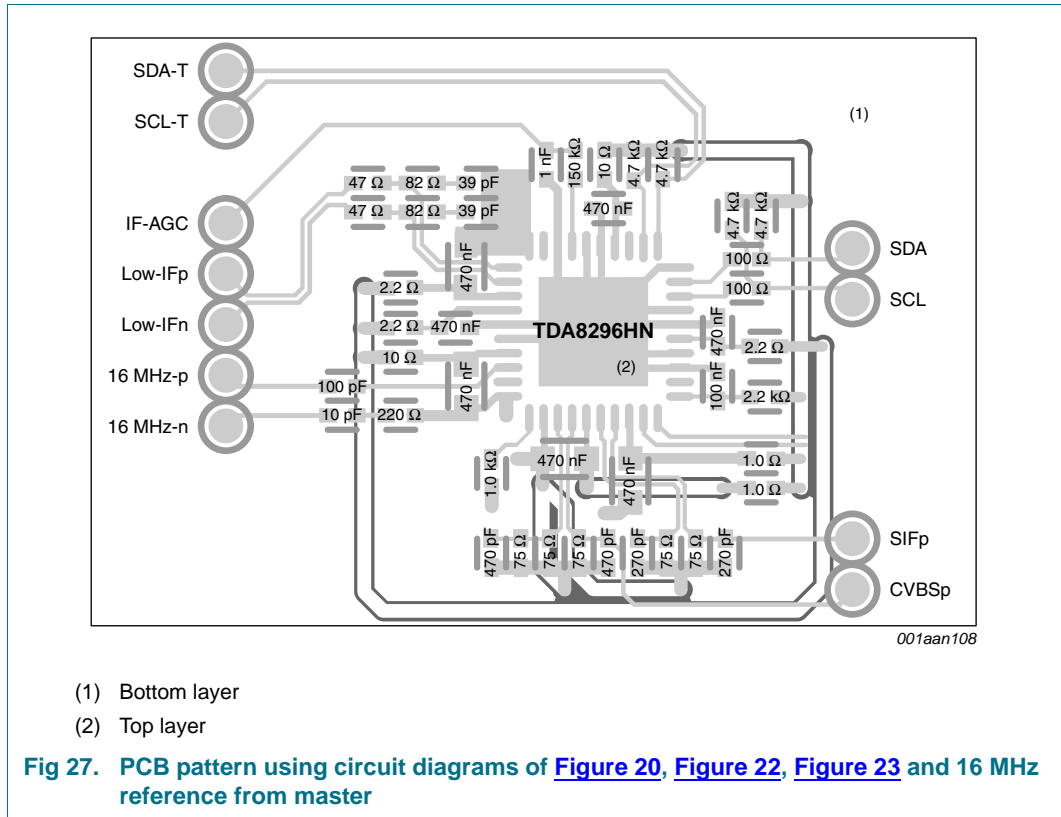 SDA-T
SCL-T
(1)
1 nF
150 kΩ
10 Ω
4.7 kΩ
4.7 kΩ
47 Ω 82 Ω 39 pF
47 Ω 82 Ω 39 pF
470 nF
4.7 kΩ
4.7 kΩ
IF-AGC
SDA
Low-IFp
470 nF
100 Ω
2.2 Ω
100 Ω
SCL
Low-IFn
2.2 Ω 470 nF
TDA8296HN
470 nF
2.2 Ω
10 Ω
(2)
16 MHz-p
100 pF
470 nF
100 nF
2.2 kΩ
16 MHz-n
10 pF 220 Ω
1.0 kΩ
470 nF
470 nF
1.0 Ω
1.0 Ω
470 pF
75 Ω
75 Ω
75 Ω
470 pF
270 pF
75 Ω
75 Ω
270 pF
SIFp
CVBSp
001aan108
(1) Bottom layer
(2) Top layer
Fig 27. PCB pattern using circuit diagrams of Figure 20, Figure 22, Figure 23 and 16 MHz
reference from master